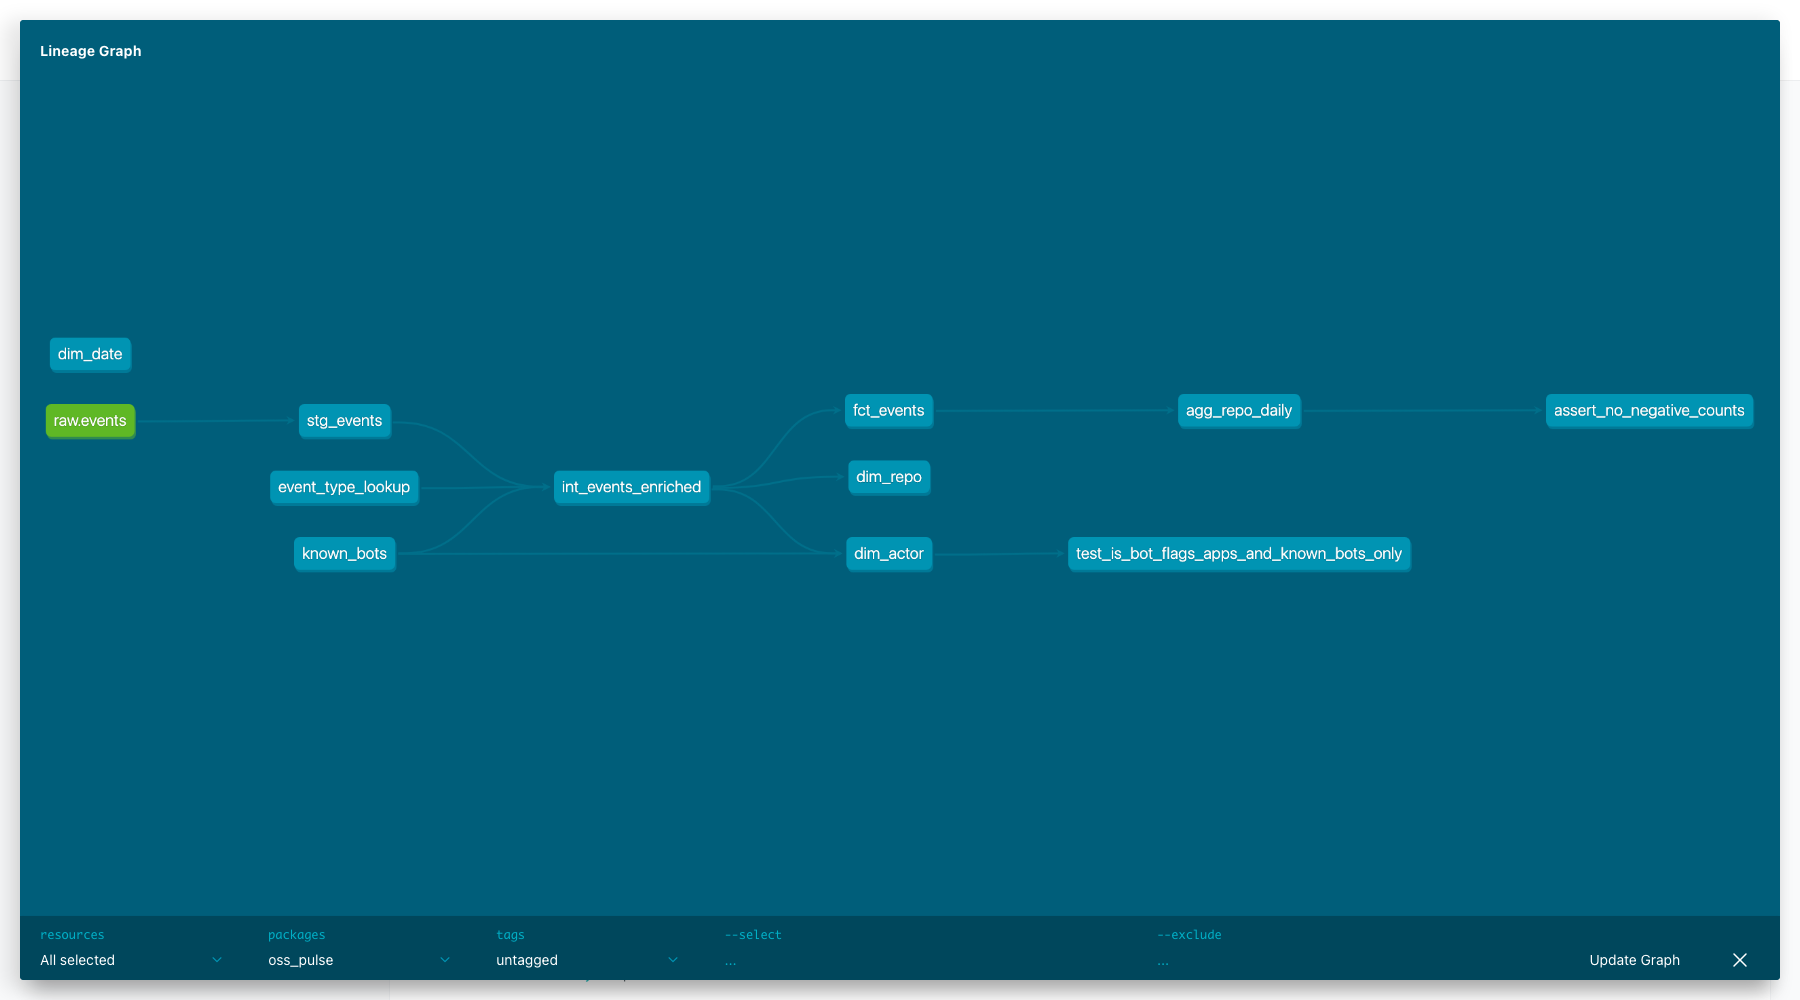 Lineage Graph
dim_date
raw.events
stg_events
event_type_lookup
known_bots
int_events_enriched
fct_events
dim_repo
dim_actor
agg_repo_daily
test_is_bot_flags_apps_and_known_bots_only
assert_no_negative_counts
resources
All selected
packages
oss_pulse
tags
untagged
--select
...
--exclude
...
Update Graph